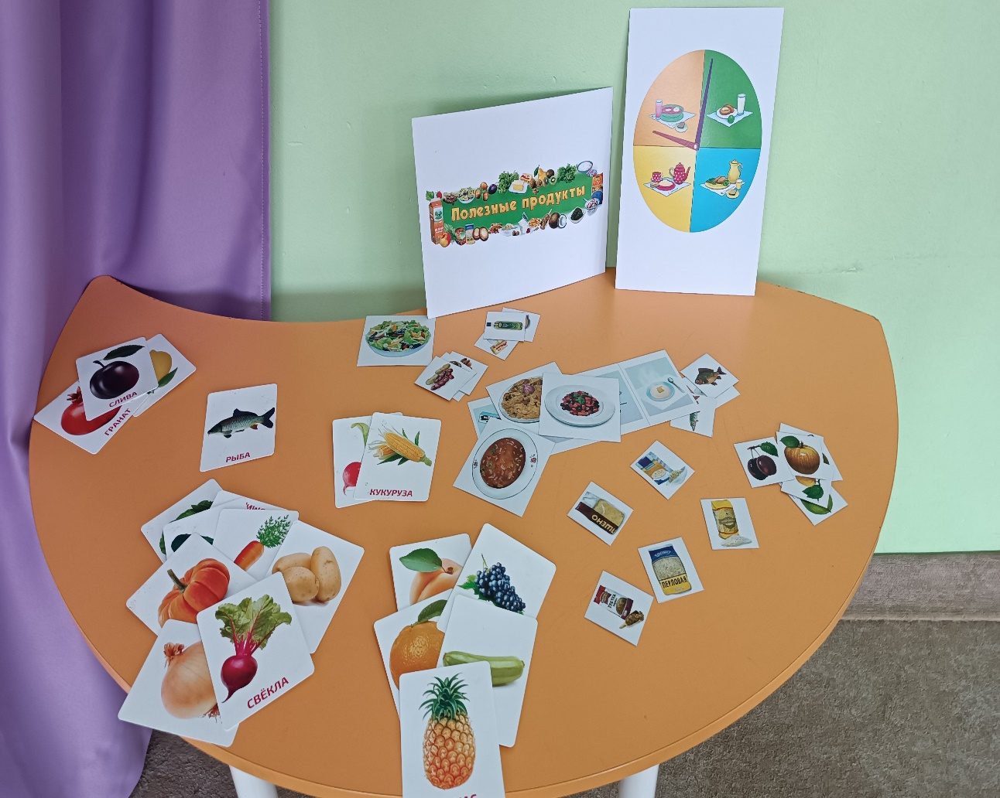 Полезные продукты
СЛИВА
ГРАНАТ
РЫБА
КУКУРУЗА
ПШЕНО
ПЕРЛОВАЯ
СВЁКЛА